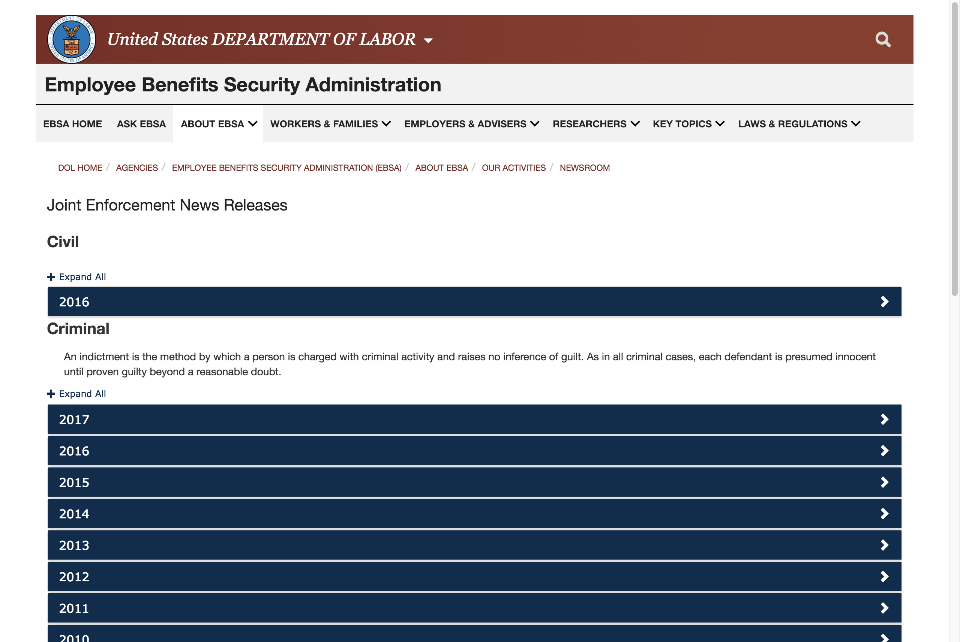 United States DEPARTMENT OF LABOR
Employee Benefits Security Administration
EBSA HOME ASK EBSA ABOUT EBSA WORKERS & FAMILIES EMPLOYERS & ADVISERS RESEARCHERS KEY TOPICS LAWS & REGULATIONS
DOL HOME / AGENCIES / EMPLOYEE BENEFITS SECURITY ADMINISTRATION (EBSA) / ABOUT EBSA / OUR ACTIVITIES / NEWSROOM
Joint Enforcement News Releases
Civil
+ Expand All
2016
Criminal
An indictment is the method by which a person is charged with criminal activity and raises no inference of guilt. As in all criminal cases, each defendant is presumed innocent
until proven guilty beyond a reasonable doubt.
+ Expand All
2017
2016
2015
2014
2013
2012
2011
2010